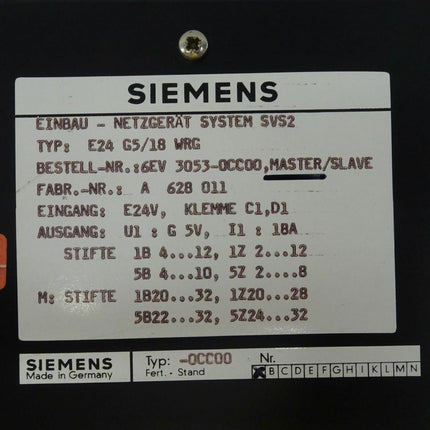 SIEMENS
EINBAU - NETZGERÄT SYSTEM SVS2
TYP: E24 G5/18 WRG
BESTELL-NR.:6EV 3053-0CC00,MASTER/SLAVE
FABR.-NR.: A 628 011
EINGANG: E24V, KLEMME C1,D1
AUSGANG: U1 : G 5V, I1 : 18A
STIFTE 1B 4...12, 1Z 2...12
5B 4...10, 5Z 2....8
M: STIFTE 1B20...32, 1Z20...28
5B22...32, 5Z24...32
SIEMENS Typ: -0CC00 Nr.
Made in Germany Fert. - Stand B C D E F G H I K L M N